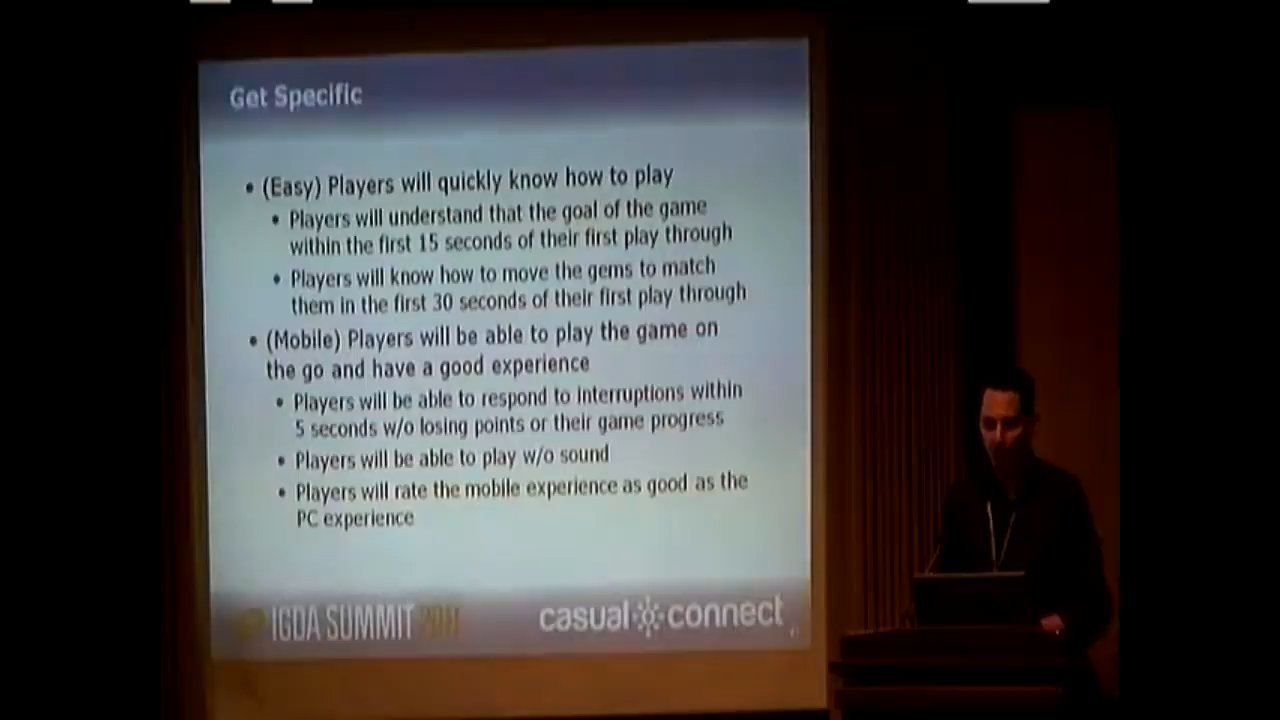 Get Specific
• (Easy) Players will quickly know how to play
• Players will understand that the goal of the game
within the first 15 seconds of their first play through
• Players will know how to move the gems to match
them in the first 30 seconds of their first play through
• (Mobile) Players will be able to play the game on
the go and have a good experience
• Players will be able to respond to interruptions within
5 seconds w/o losing points or their game progress
• Players will be able to play w/o sound
• Players will rate the mobile experience as good as the
PC experience
IGDA SUMMIT
casual connect